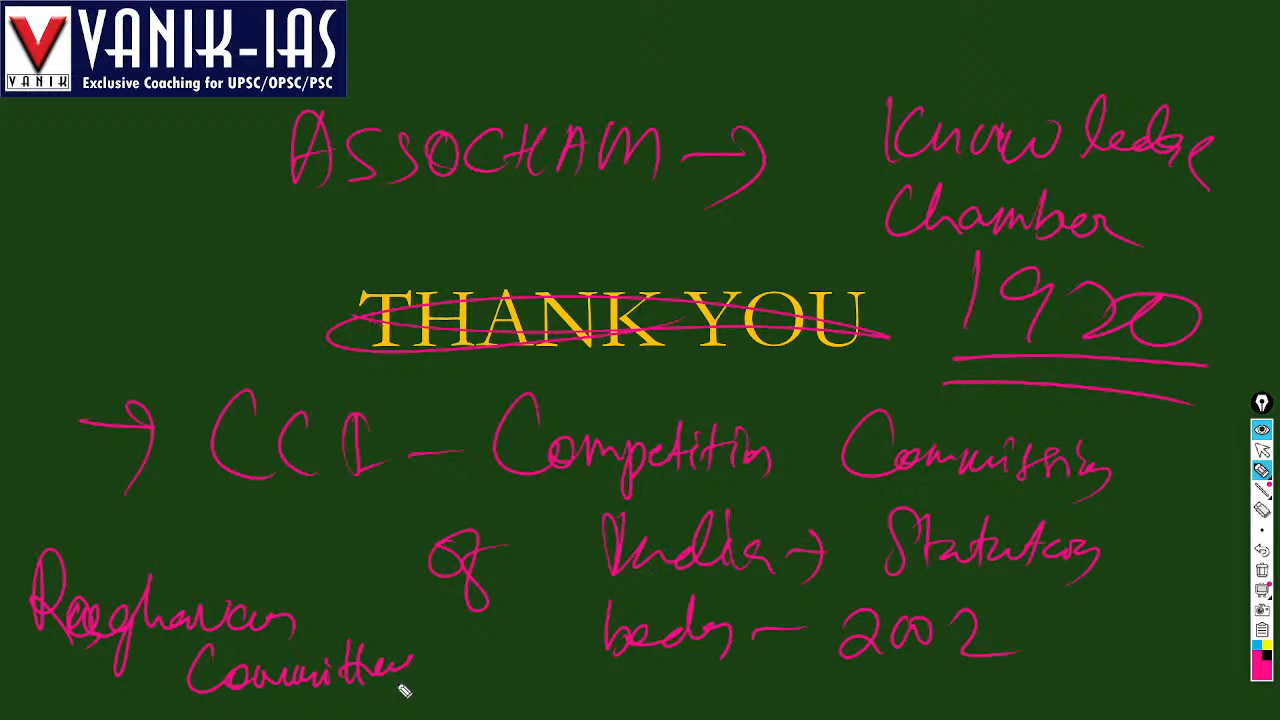 VANIK-IAS
VANIK
Exclusive Coaching for UPSC/OPSC/PSC
ASSOCHAM → Knowledge
Chamber
1920
THANK YOU
→ CCI - Competition Commission
of India → Statutory
body - 2002
Raghavan
Committee